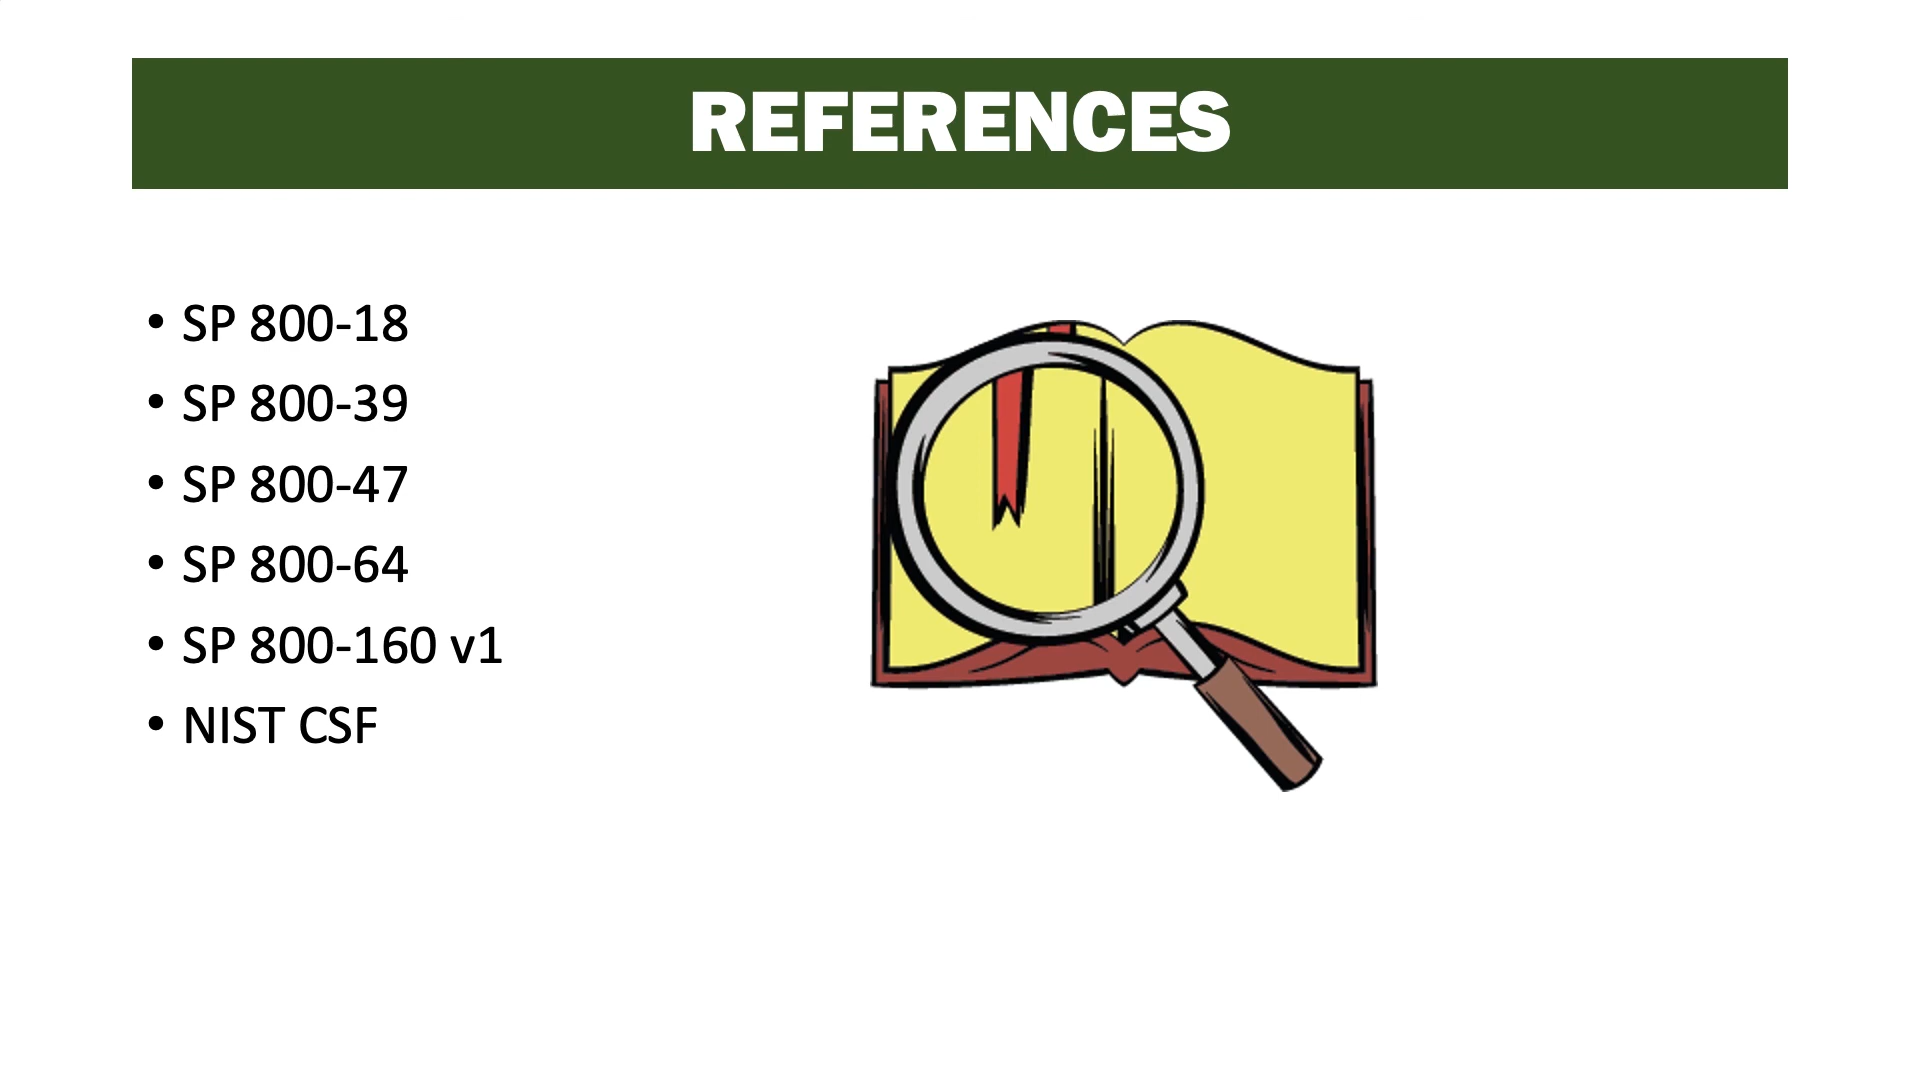 REFERENCES
• SP 800-18
• SP 800-39
• SP 800-47
• SP 800-64
• SP 800-160 v1
• NIST CSF